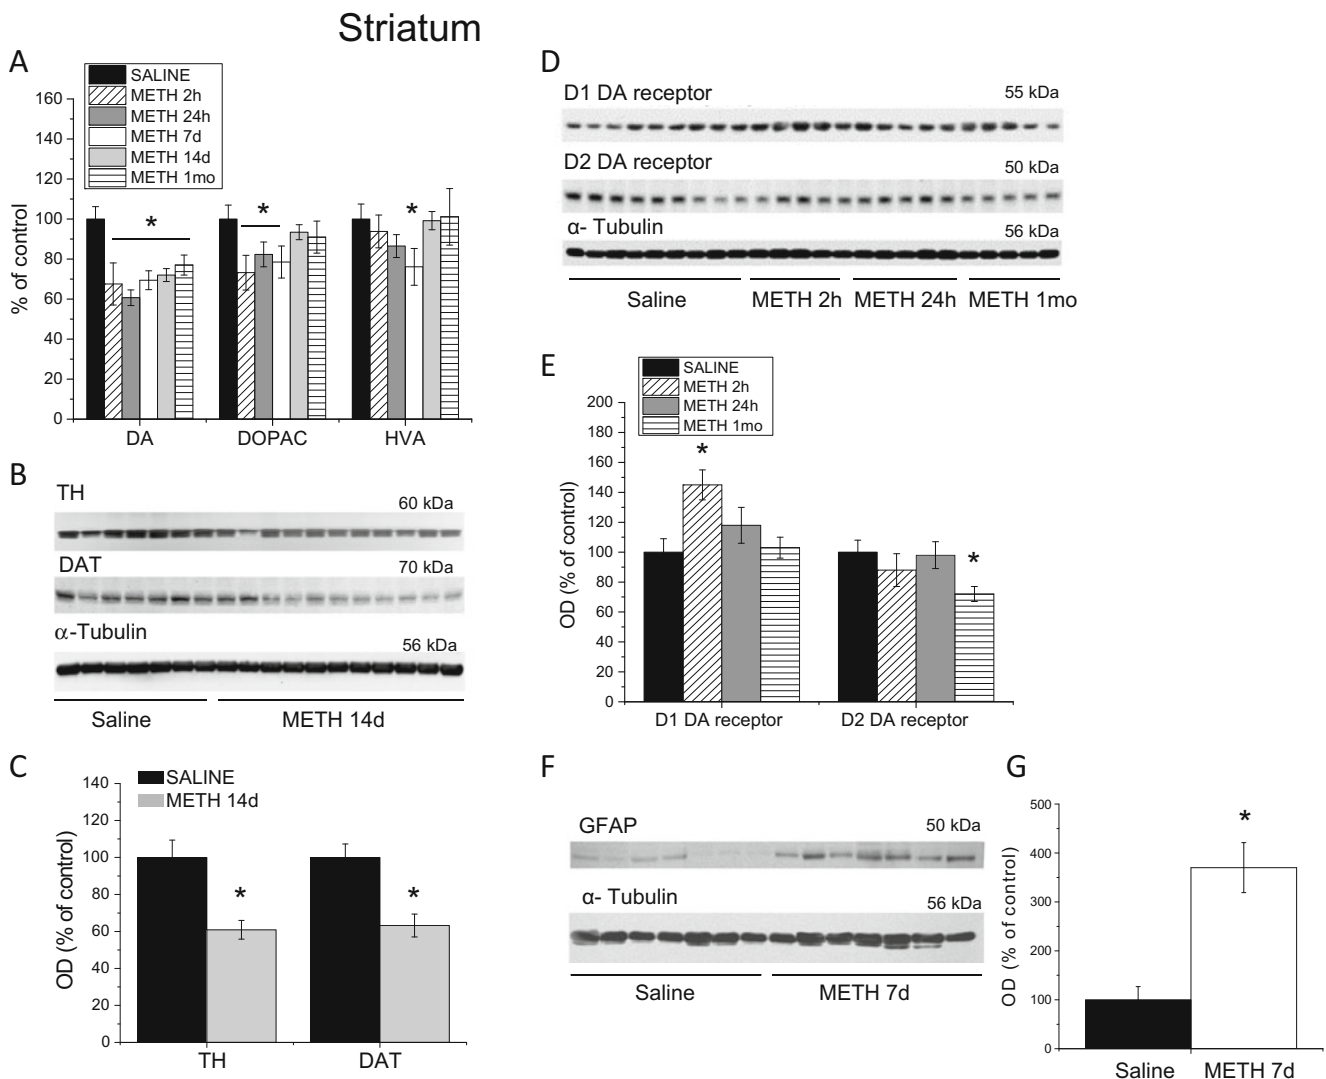 Striatum
A
SALINE
METH 2h
METH 24h
METH 7d
METH 14d
METH 1mo
160
140
120
100
80
60
40
20
0
% of control
*
*
*
DA
DOPAC
HVA
B
TH
60 kDa
DAT
70 kDa
α-Tubulin
56 kDa
Saline
METH 14d
C
SALINE
METH 14d
140
120
100
80
60
40
20
0
OD (% of control)
*
*
TH
DAT
D
D1 DA receptor
55 kDa
D2 DA receptor
50 kDa
α- Tubulin
56 kDa
Saline
METH 2h
METH 24h
METH 1mo
E
SALINE
METH 2h
METH 24h
METH 1mo
200
180
160
140
120
100
80
60
40
20
0
OD (% of control)
*
*
D1 DA receptor
D2 DA receptor
F
GFAP
50 kDa
α- Tubulin
56 kDa
Saline
METH 7d
G
500
400
300
200
100
0
OD (% of control)
*
Saline
METH 7d